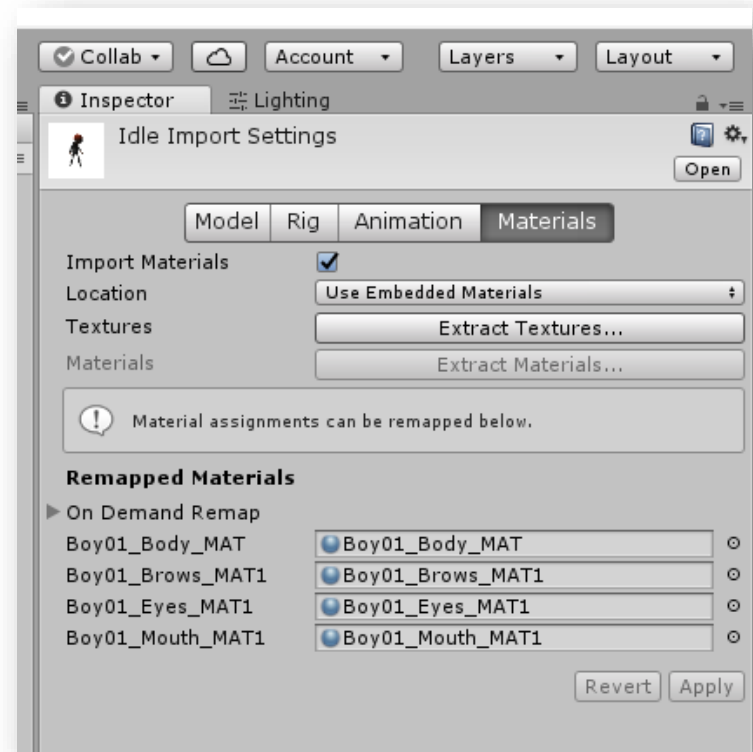 Collab Account Layers Layout
Inspector Lighting
Idle Import Settings
Open
Model Rig Animation Materials
Import Materials
Location Use Embedded Materials
Textures Extract Textures...
Materials Extract Materials...
Material assignments can be remapped below.
Remapped Materials
On Demand Remap
Boy01_Body_MAT Boy01_Body_MAT
Boy01_Brows_MAT1 Boy01_Brows_MAT1
Boy01_Eyes_MAT1 Boy01_Eyes_MAT1
Boy01_Mouth_MAT1 Boy01_Mouth_MAT1
Revert Apply